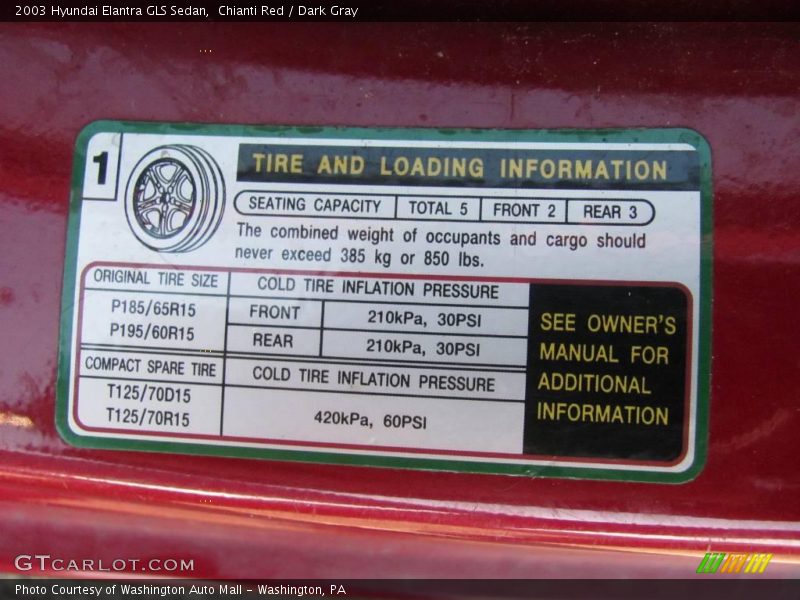 2003 Hyundai Elantra GLS Sedan,  Chianti Red / Dark Gray
1
TIRE AND LOADING INFORMATION
SEATING CAPACITY TOTAL 5 FRONT 2 REAR 3
The combined weight of occupants and cargo should
never exceed 385 kg or 850 lbs.
ORIGINAL TIRE SIZE
P185/65R15
P195/60R15
COLD TIRE INFLATION PRESSURE
FRONT 210kPa, 30PSI
REAR 210kPa, 30PSI
COMPACT SPARE TIRE
T125/70D15
T125/70R15
COLD TIRE INFLATION PRESSURE
420kPa, 60PSI
SEE OWNER'S
MANUAL FOR
ADDITIONAL
INFORMATION
GTCARLOT.COM
Photo Courtesy of Washington Auto Mall - Washington, PA